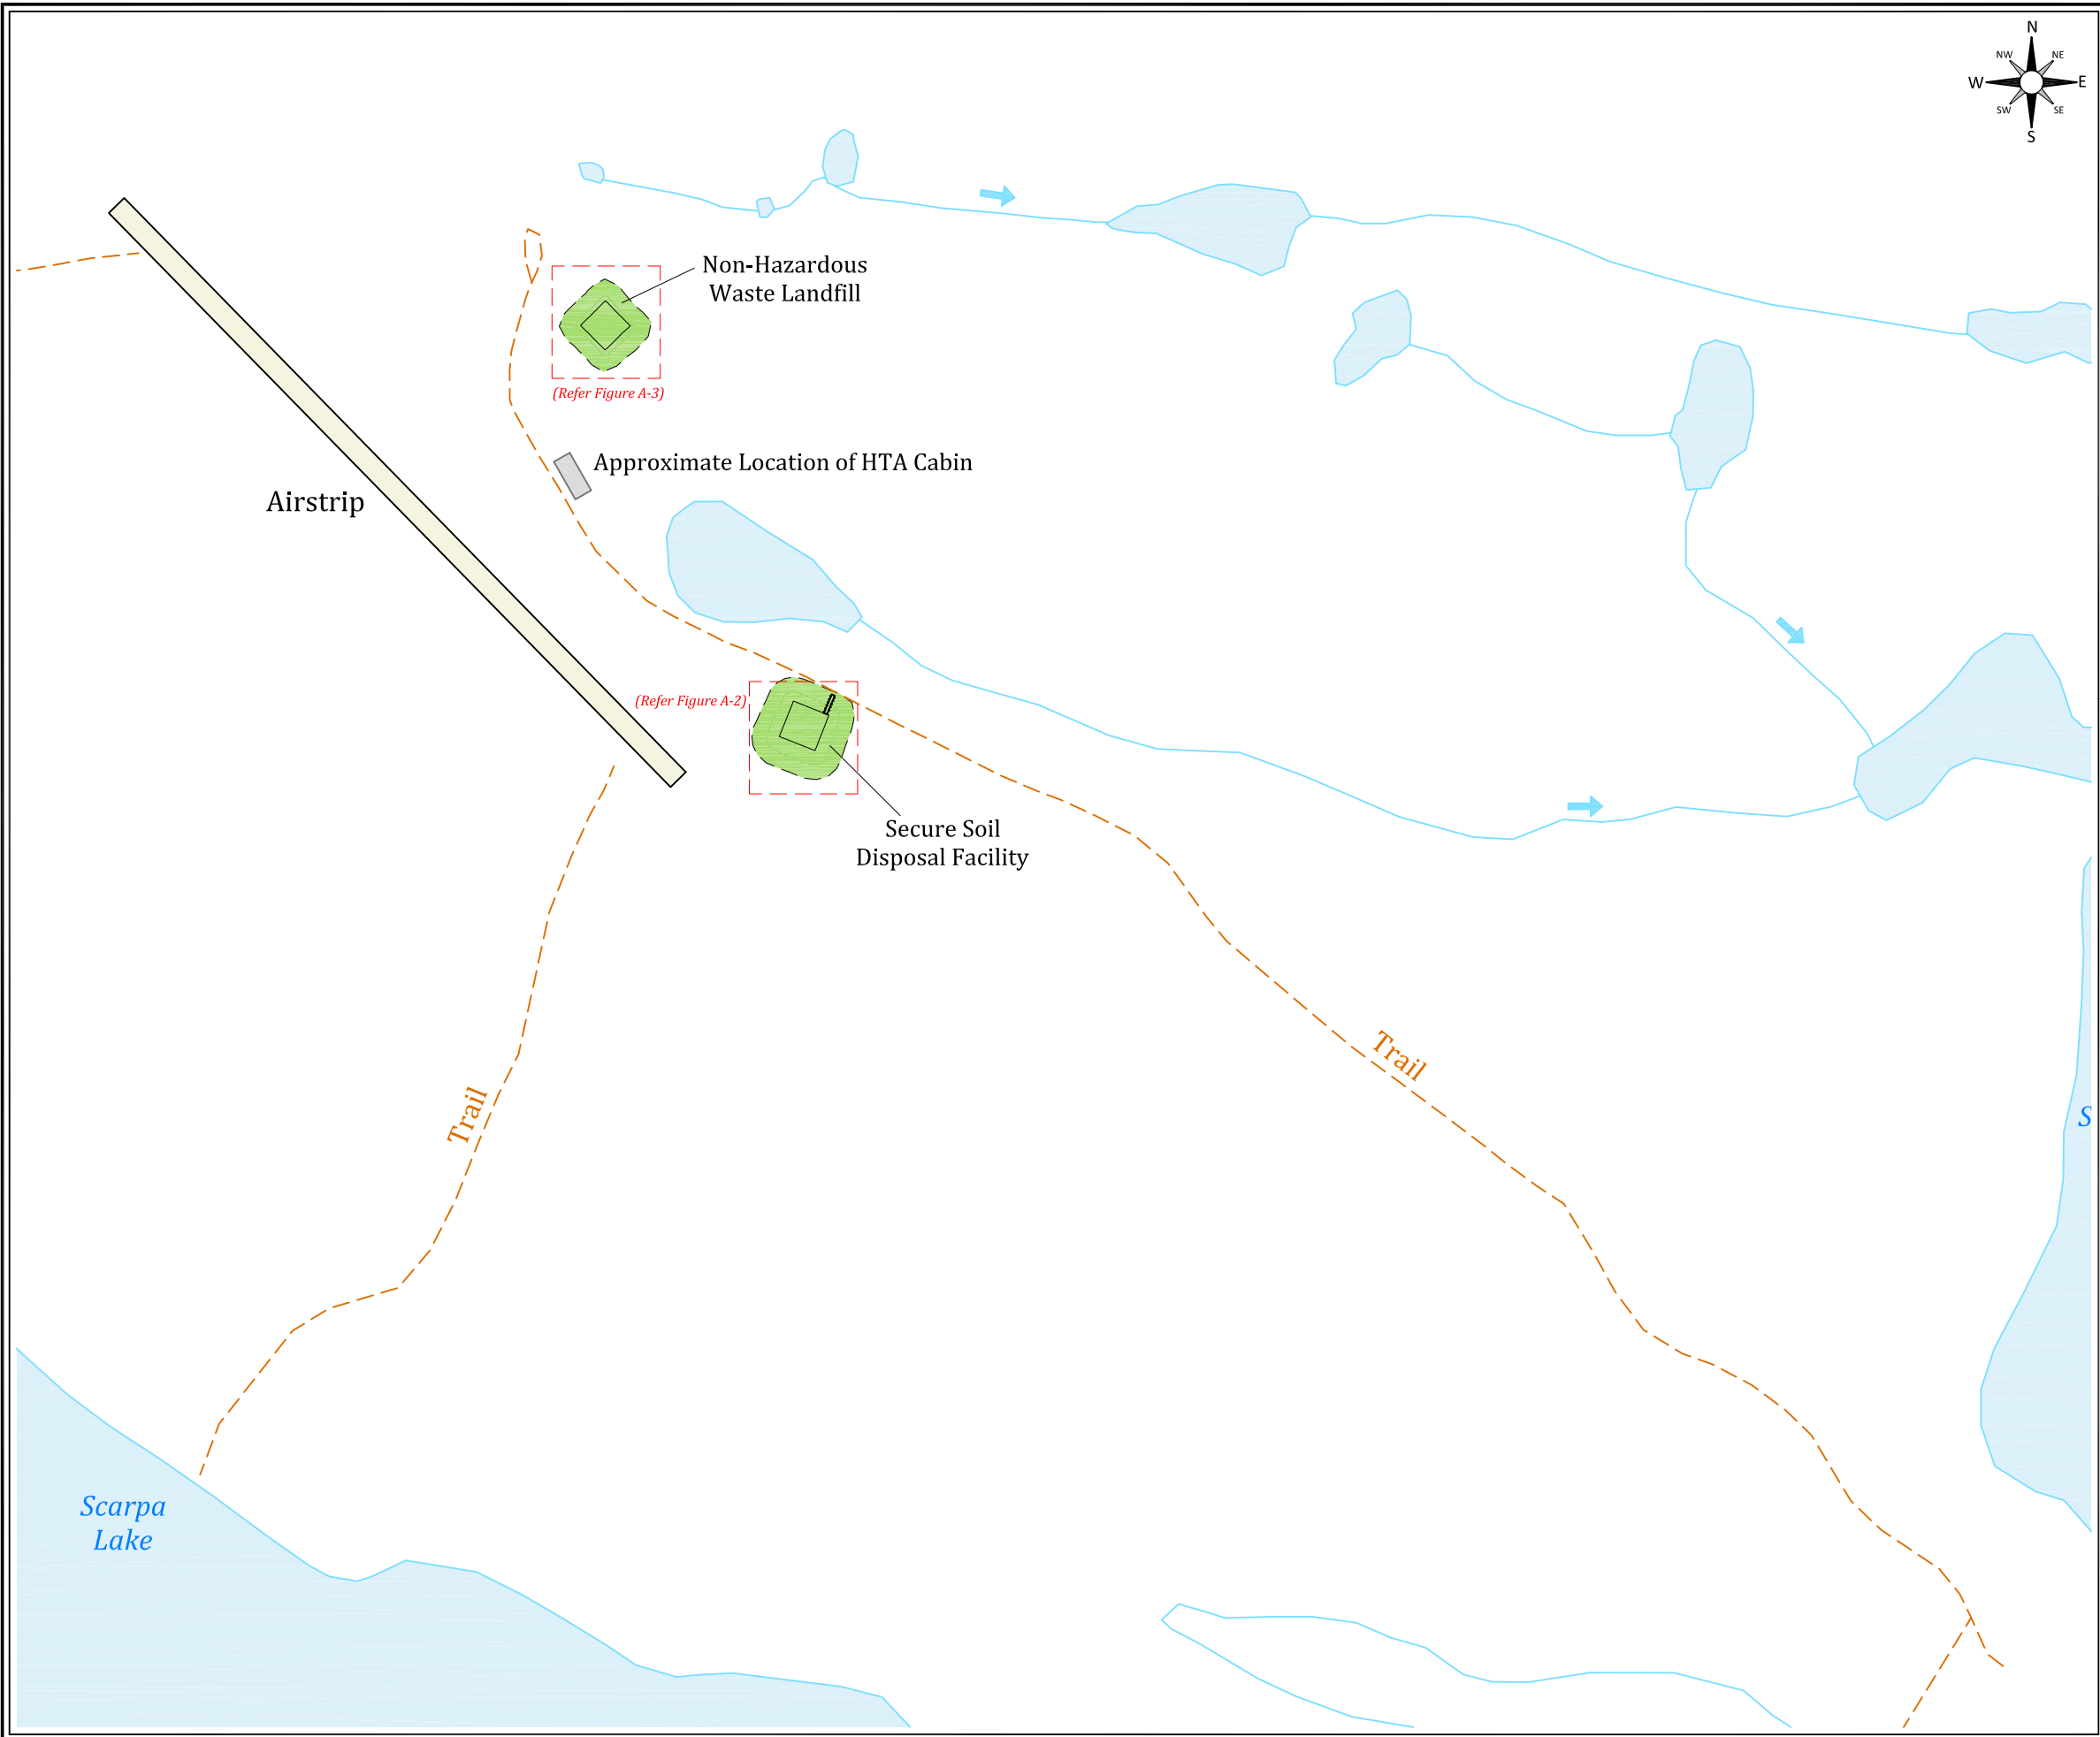 N
NW NE
W E
SW SE
S
Non-Hazardous
Waste Landfill
(Refer Figure A-3)
Approximate Location of HTA Cabin
Airstrip
(Refer Figure A-2)
Secure Soil
Disposal Facility
Trail
Trail
S
Scarpa
Lake